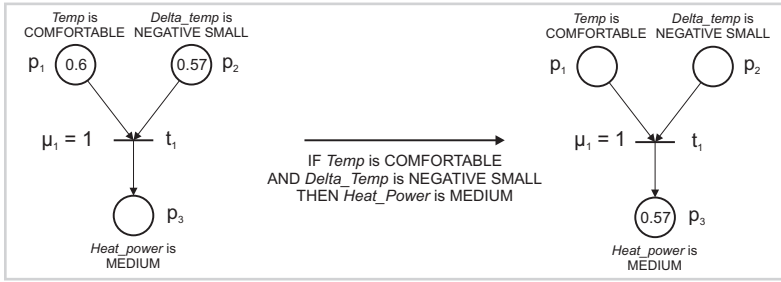 Temp is
COMFORTABLE
Delta_temp is
NEGATIVE SMALL
p1 0.6
0.57 p2
μ1 = 1 t1
p3
Heat_power is
MEDIUM
IF Temp is COMFORTABLE
AND Delta_Temp is NEGATIVE SMALL
THEN Heat_Power is MEDIUM
Temp is
COMFORTABLE
Delta_temp is
NEGATIVE SMALL
p1
p2
μ1 = 1 t1
0.57 p3
Heat_power is
MEDIUM